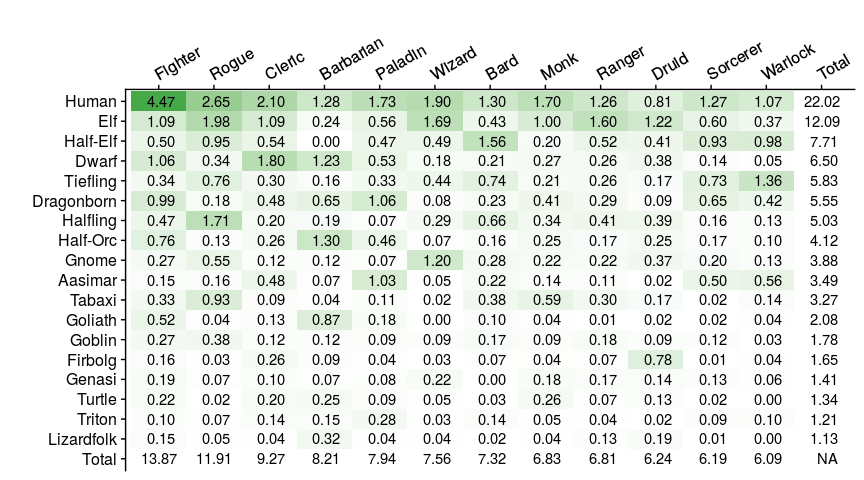 Fighter Rogue Cleric Barbarian Paladin Wizard Bard Monk Ranger Druid Sorcerer Warlock Total
Human 4.47 2.65 2.10 1.28 1.73 1.90 1.30 1.70 1.26 0.81 1.27 1.07 22.02
Elf 1.09 1.98 1.09 0.24 0.56 1.69 0.43 1.00 1.60 1.22 0.60 0.37 12.09
Half-Elf 0.50 0.95 0.54 0.00 0.47 0.49 1.56 0.20 0.52 0.41 0.93 0.98 7.71
Dwarf 1.06 0.34 1.80 1.23 0.53 0.18 0.21 0.27 0.26 0.38 0.14 0.05 6.50
Tiefling 0.34 0.76 0.30 0.16 0.33 0.44 0.74 0.21 0.26 0.17 0.73 1.36 5.83
Dragonborn 0.99 0.18 0.48 0.65 1.06 0.08 0.23 0.41 0.29 0.09 0.65 0.42 5.55
Halfling 0.47 1.71 0.20 0.19 0.07 0.29 0.66 0.34 0.41 0.39 0.16 0.13 5.03
Half-Orc 0.76 0.13 0.26 1.30 0.46 0.07 0.16 0.25 0.17 0.25 0.17 0.10 4.12
Gnome 0.27 0.55 0.12 0.12 0.07 1.20 0.28 0.22 0.22 0.37 0.20 0.13 3.88
Aasimar 0.15 0.16 0.48 0.07 1.03 0.05 0.22 0.14 0.11 0.02 0.50 0.56 3.49
Tabaxi 0.33 0.93 0.09 0.04 0.11 0.02 0.38 0.59 0.30 0.17 0.02 0.14 3.27
Goliath 0.52 0.04 0.13 0.87 0.18 0.00 0.10 0.04 0.01 0.02 0.02 0.04 2.08
Goblin 0.27 0.38 0.12 0.12 0.09 0.09 0.17 0.09 0.18 0.09 0.12 0.03 1.78
Firbolg 0.16 0.03 0.26 0.09 0.04 0.03 0.07 0.04 0.07 0.78 0.01 0.04 1.65
Genasi 0.19 0.07 0.10 0.07 0.08 0.22 0.00 0.18 0.17 0.14 0.13 0.06 1.41
Turtle 0.22 0.02 0.20 0.25 0.09 0.05 0.03 0.26 0.07 0.13 0.02 0.00 1.34
Triton 0.10 0.07 0.14 0.15 0.28 0.03 0.14 0.05 0.04 0.02 0.09 0.10 1.21
Lizardfolk 0.15 0.05 0.04 0.32 0.04 0.04 0.02 0.04 0.13 0.19 0.01 0.00 1.13
Total 13.87 11.91 9.27 8.21 7.94 7.56 7.32 6.83 6.81 6.24 6.19 6.09 NA